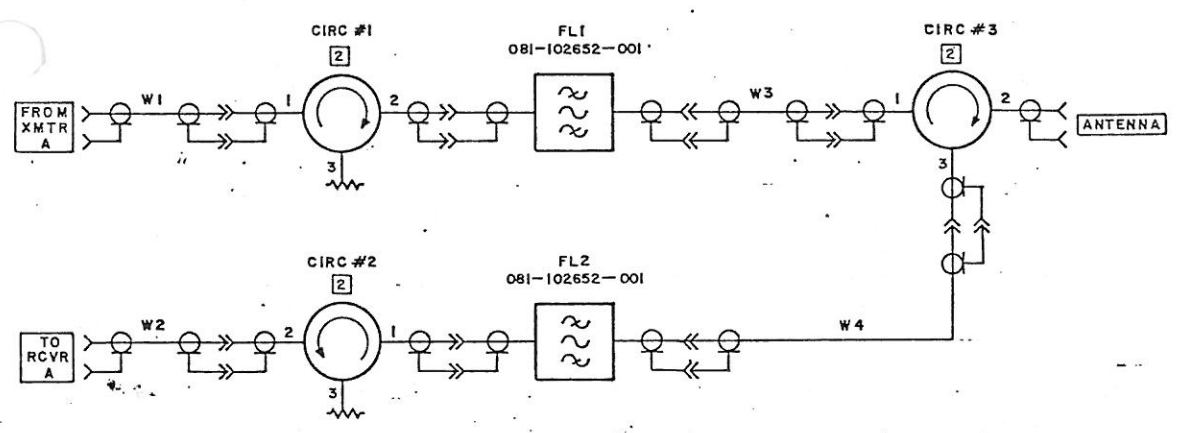 CIRC #1
2
FL1
081-102652-001
CIRC #3
2
FROM
XMTR
A
W1
1
2
3
W3
1
2
3
ANTENNA
CIRC #2
2
FL2
081-102652-001
TO
RCVR
A
W2
2
1
3
W4